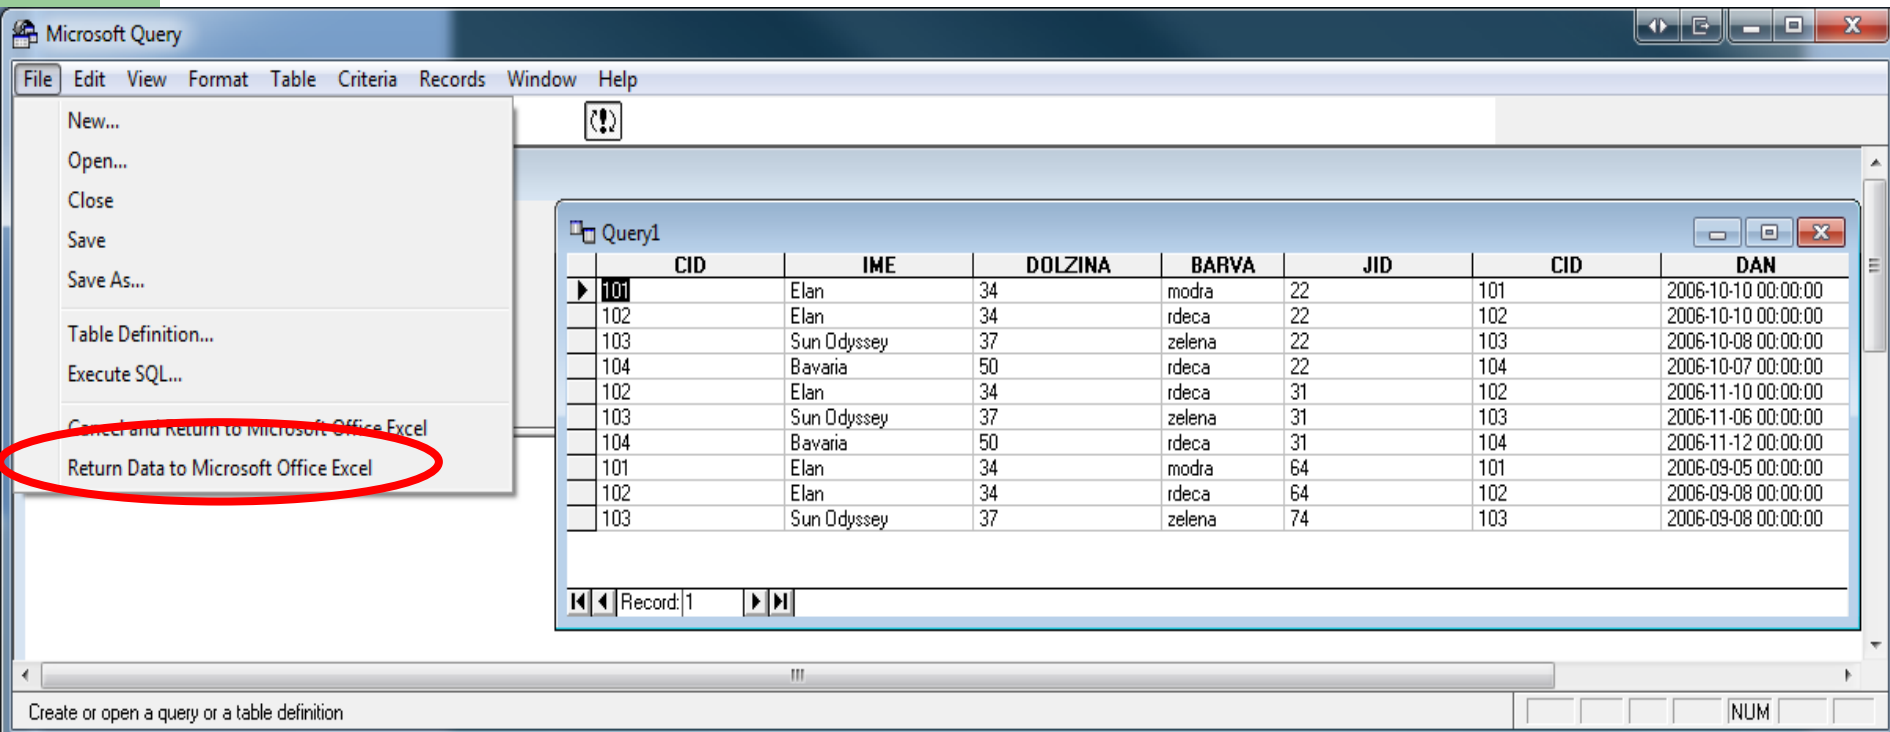 Microsoft Query
File Edit View Format Table Criteria Records Window Help
New...
Open...
Close
Save
Save As...
Table Definition...
Execute SQL...
Cancel and Return to Microsoft Office Excel
Return Data to Microsoft Office Excel
Query1
CID IME DOLZINA BARVA JID CID DAN
101 Elan 34 modra 22 101 2006-10-10 00:00:00
102 Elan 34 rdeca 22 102 2006-10-10 00:00:00
103 Sun Odyssey 37 zelena 22 103 2006-10-08 00:00:00
104 Bavaria 50 rdeca 22 104 2006-10-07 00:00:00
102 Elan 34 rdeca 31 102 2006-11-10 00:00:00
103 Sun Odyssey 37 zelena 31 103 2006-11-06 00:00:00
104 Bavaria 50 rdeca 31 104 2006-11-12 00:00:00
101 Elan 34 modra 64 101 2006-09-05 00:00:00
102 Elan 34 rdeca 64 102 2006-09-08 00:00:00
103 Sun Odyssey 37 zelena 74 103 2006-09-08 00:00:00
Record: 1
Create or open a query or a table definition
NUM